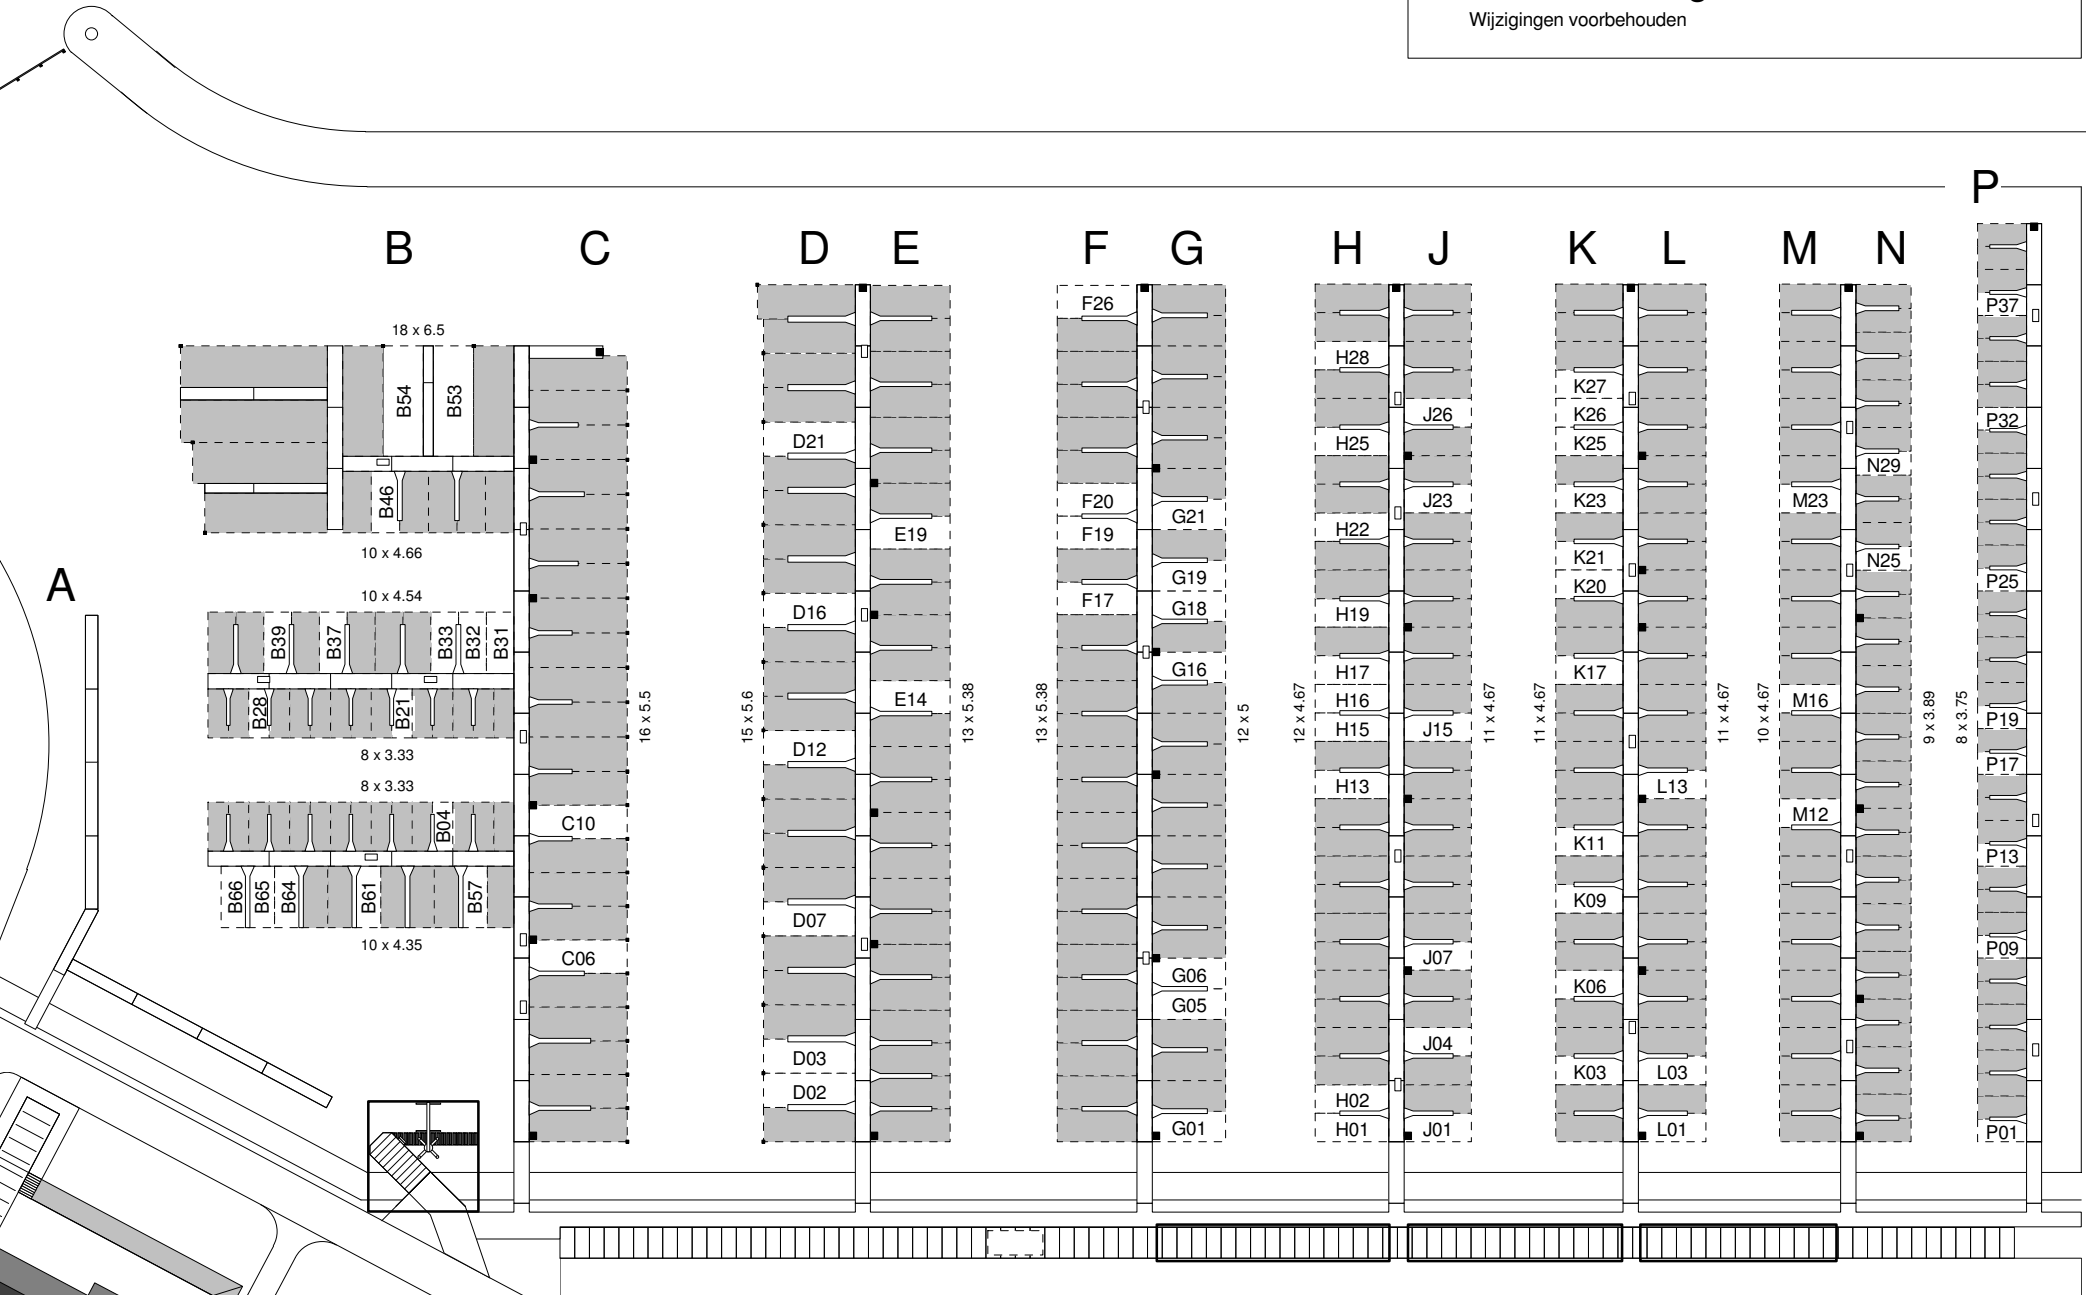 Wijzigingen voorbehouden
P
B
C
D
E
F
G
H
J
K
L
M
N
A
18 x 6.5
B54
B53
B46
10 x 4.66
10 x 4.54
B39
B37
B33
B32
B31
B28
B21
8 x 3.33
8 x 3.33
B04
B66
B65
B64
B61
B57
10 x 4.35
C10
C06
16 x 5.5
15 x 5.6
D21
D16
D12
D07
D03
D02
E19
E14
13 x 5.38
13 x 5.38
F26
F20
F19
F17
G21
G19
G18
G16
G06
G05
G01
12 x 5
12 x 4.67
H28
H25
H22
H19
H17
H16
H15
H13
H02
H01
J26
J23
J15
J07
J04
J01
11 x 4.67
11 x 4.67
K27
K26
K25
K23
K21
K20
K17
K11
K09
K06
K03
L13
L03
L01
11 x 4.67
10 x 4.67
M23
M16
M12
N29
N25
9 x 3.89
8 x 3.75
P37
P32
P25
P19
P17
P13
P09
P01